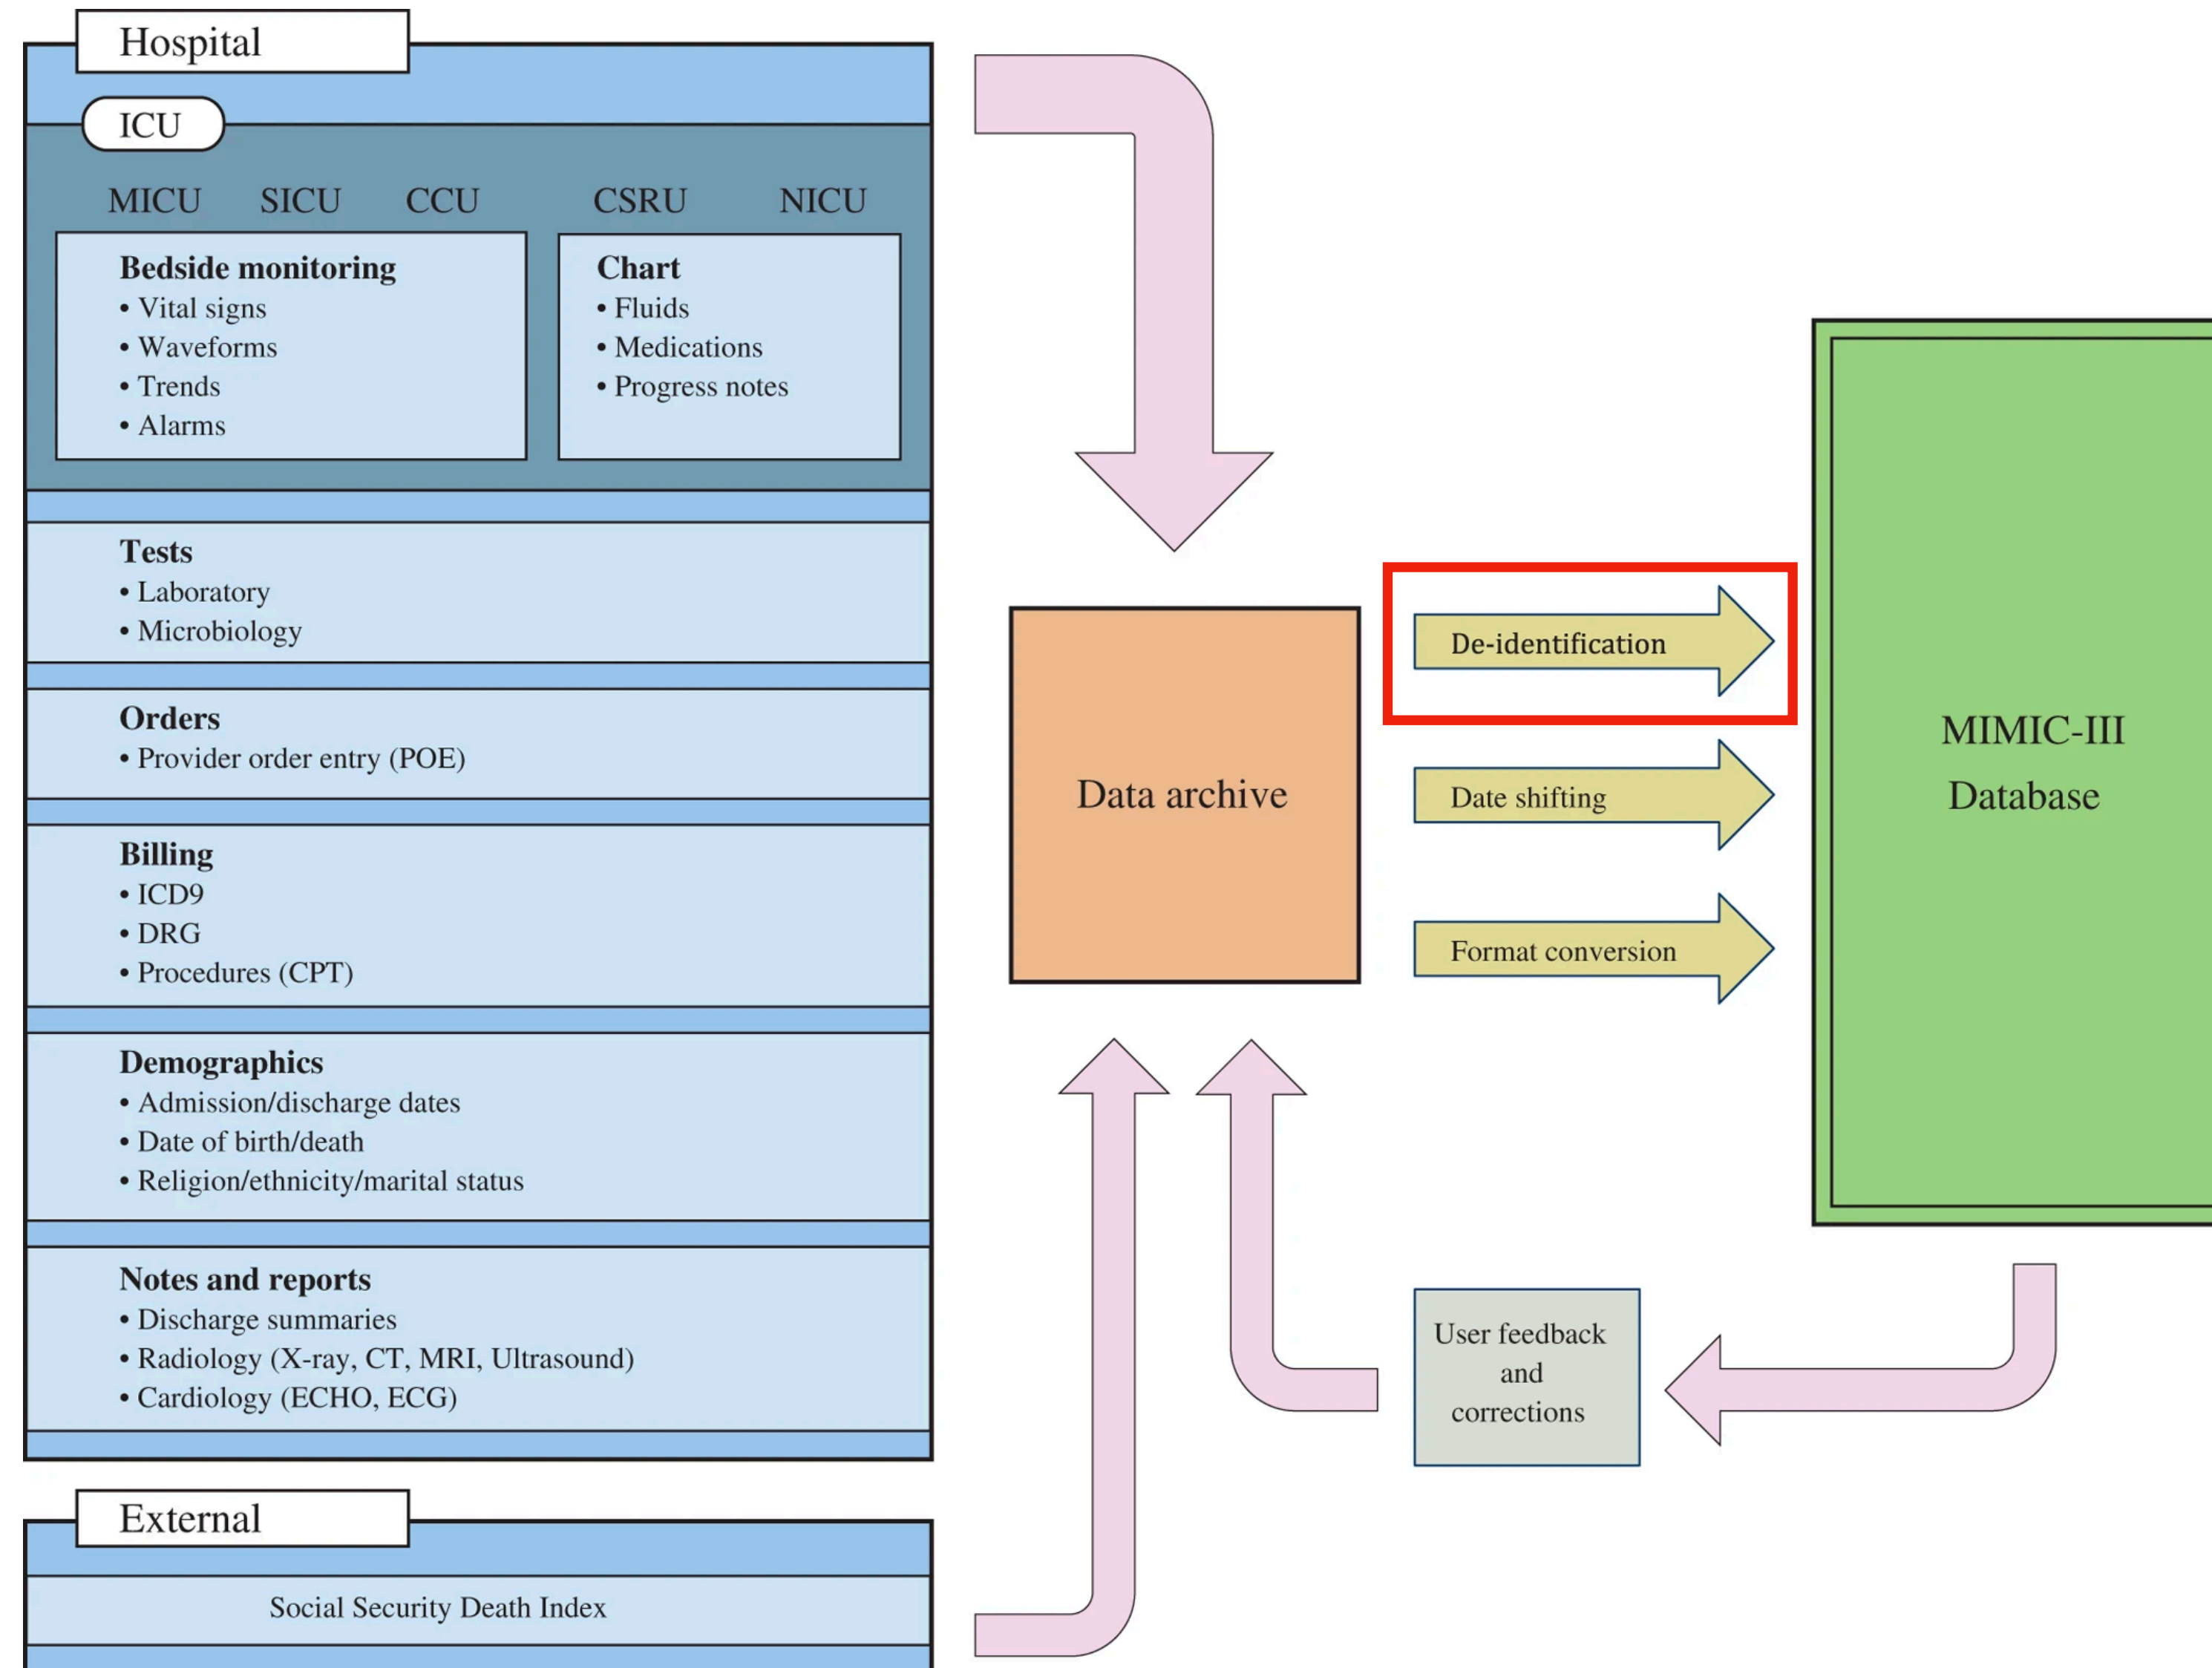 Hospital
ICU
MICU SICU CCU CSRU NICU
Bedside monitoring
• Vital signs
• Waveforms
• Trends
• Alarms
Chart
• Fluids
• Medications
• Progress notes
Tests
• Laboratory
• Microbiology
Orders
• Provider order entry (POE)
Billing
• ICD9
• DRG
• Procedures (CPT)
Demographics
• Admission/discharge dates
• Date of birth/death
• Religion/ethnicity/marital status
Notes and reports
• Discharge summaries
• Radiology (X-ray, CT, MRI, Ultrasound)
• Cardiology (ECHO, ECG)
External
Social Security Death Index
Data archive
De-identification
Date shifting
Format conversion
MIMIC-III
Database
User feedback
and
corrections